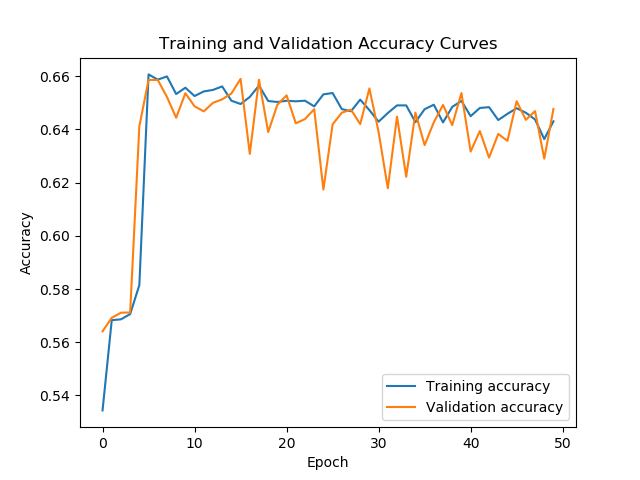 Training and Validation Accuracy Curves
0.66
0.64
0.62
0.60
0.58
0.56
0.54
Accuracy
Training accuracy
Validation accuracy
0 10 20 30 40 50
Epoch